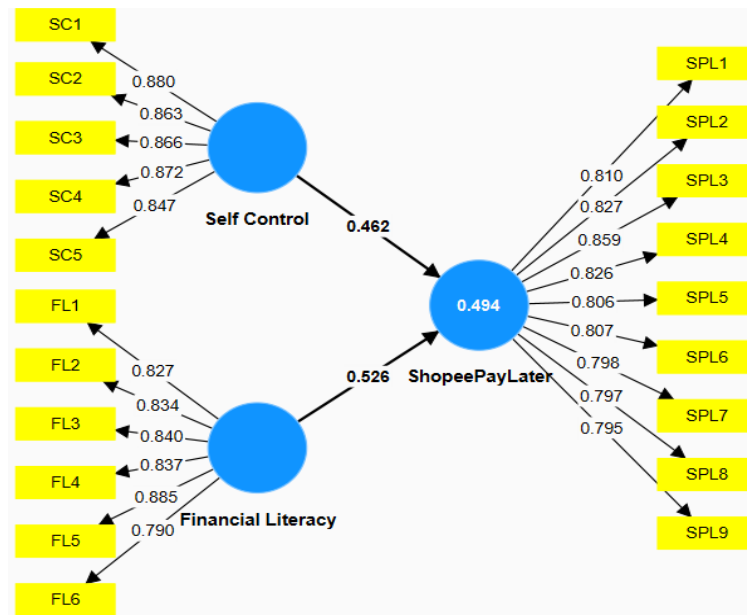 SC1
SC2
SC3
SC4
SC5
0.880
0.863
0.866
0.872
0.847
Self Control
0.462
FL1
FL2
FL3
FL4
FL5
FL6
0.827
0.834
0.840
0.837
0.885
0.790
Financial Literacy
0.526
0.494
ShopeePayLater
0.810
0.827
0.859
0.826
0.806
0.807
0.798
0.797
0.795
SPL1
SPL2
SPL3
SPL4
SPL5
SPL6
SPL7
SPL8
SPL9